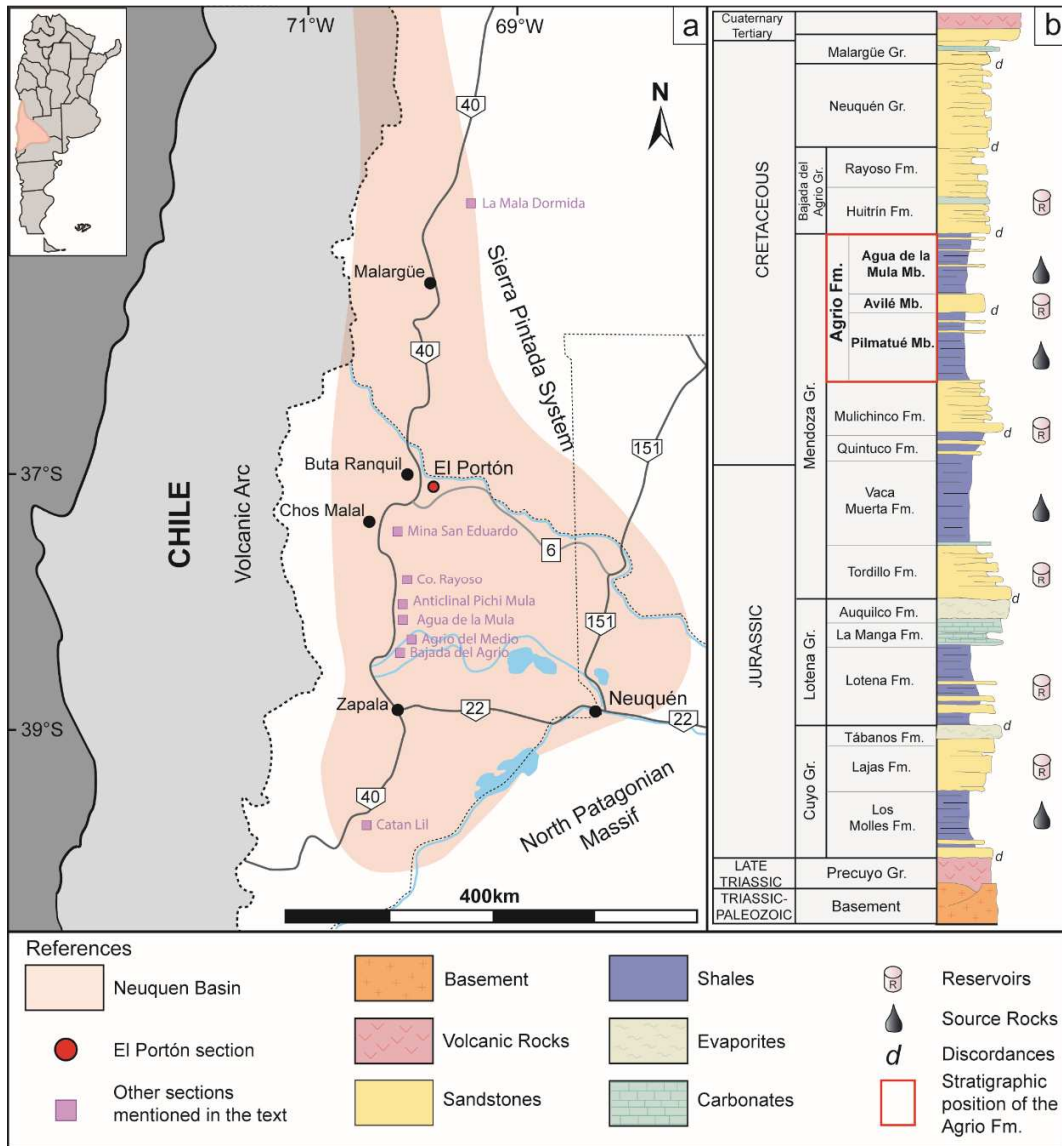 a
71°W
69°W
N
40
La Mala Dormida
Malargüe
40
Sierra Pintada System
151
37°S
Buta Ranquil
El Portón
Chos Malal
Mina San Eduardo
6
Co. Rayoso
Anticlinal Pichi Mula
Agua de la Mula
Agrio del Medio
Bajada del Agrio
151
CHILE
Volcanic Arc
39°S
Zapala
22
Neuquén
22
40
Catan Lil
North Patagonian
Massif
400km
b
Cuaternary
Tertiary
CRETACEOUS
JURASSIC
LATE
TRIASSIC
TRIASSIC-
PALEOZOIC
Malargüe Gr.
d
Neuquén Gr.
d
Bajada del
Agrio Gr.
Rayoso Fm.
Huitrín Fm.
R
d
Mendoza Gr.
Agrio Fm.
Agua de la
Mula Mb.
Avilé Mb.
R
d
Pilmatué Mb.
Mulichinco Fm.
R
d
Quintuco Fm.
Vaca
Muerta Fm.
Tordillo Fm.
R
d
Lotena Gr.
Auquilco Fm.
La Manga Fm.
Lotena Fm.
R
d
Cuyo Gr.
Tábanos Fm.
Lajas Fm.
R
Los
Molles Fm.
d
Precuyo Gr.
Basement
References
Neuquen Basin
El Portón section
Other sections
mentioned in the text
Basement
Volcanic Rocks
Sandstones
Shales
Evaporites
Carbonates
R
Reservoirs
Source Rocks
d
Discordances
Stratigraphic
position of the
Agrio Fm.